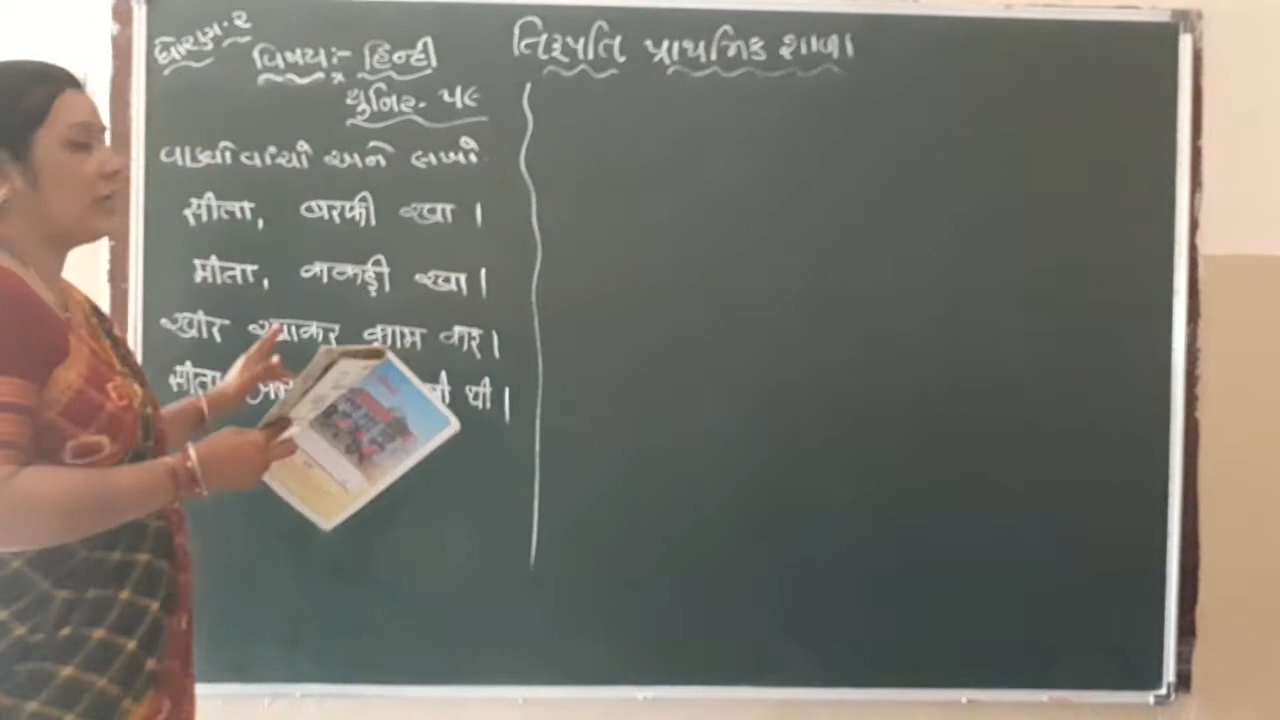 ધોરણ-૨
તિરૂપતિ પ્રાથમિક શાળા
વિષય:- હિન્દી
યુનિટ- ૫૯
વાક્યો વાંચો અને લખો.
सीता, बरफी खा ।
मीता, ककड़ी खा ।
खीर खाकर काम कर ।
सीता थी ।